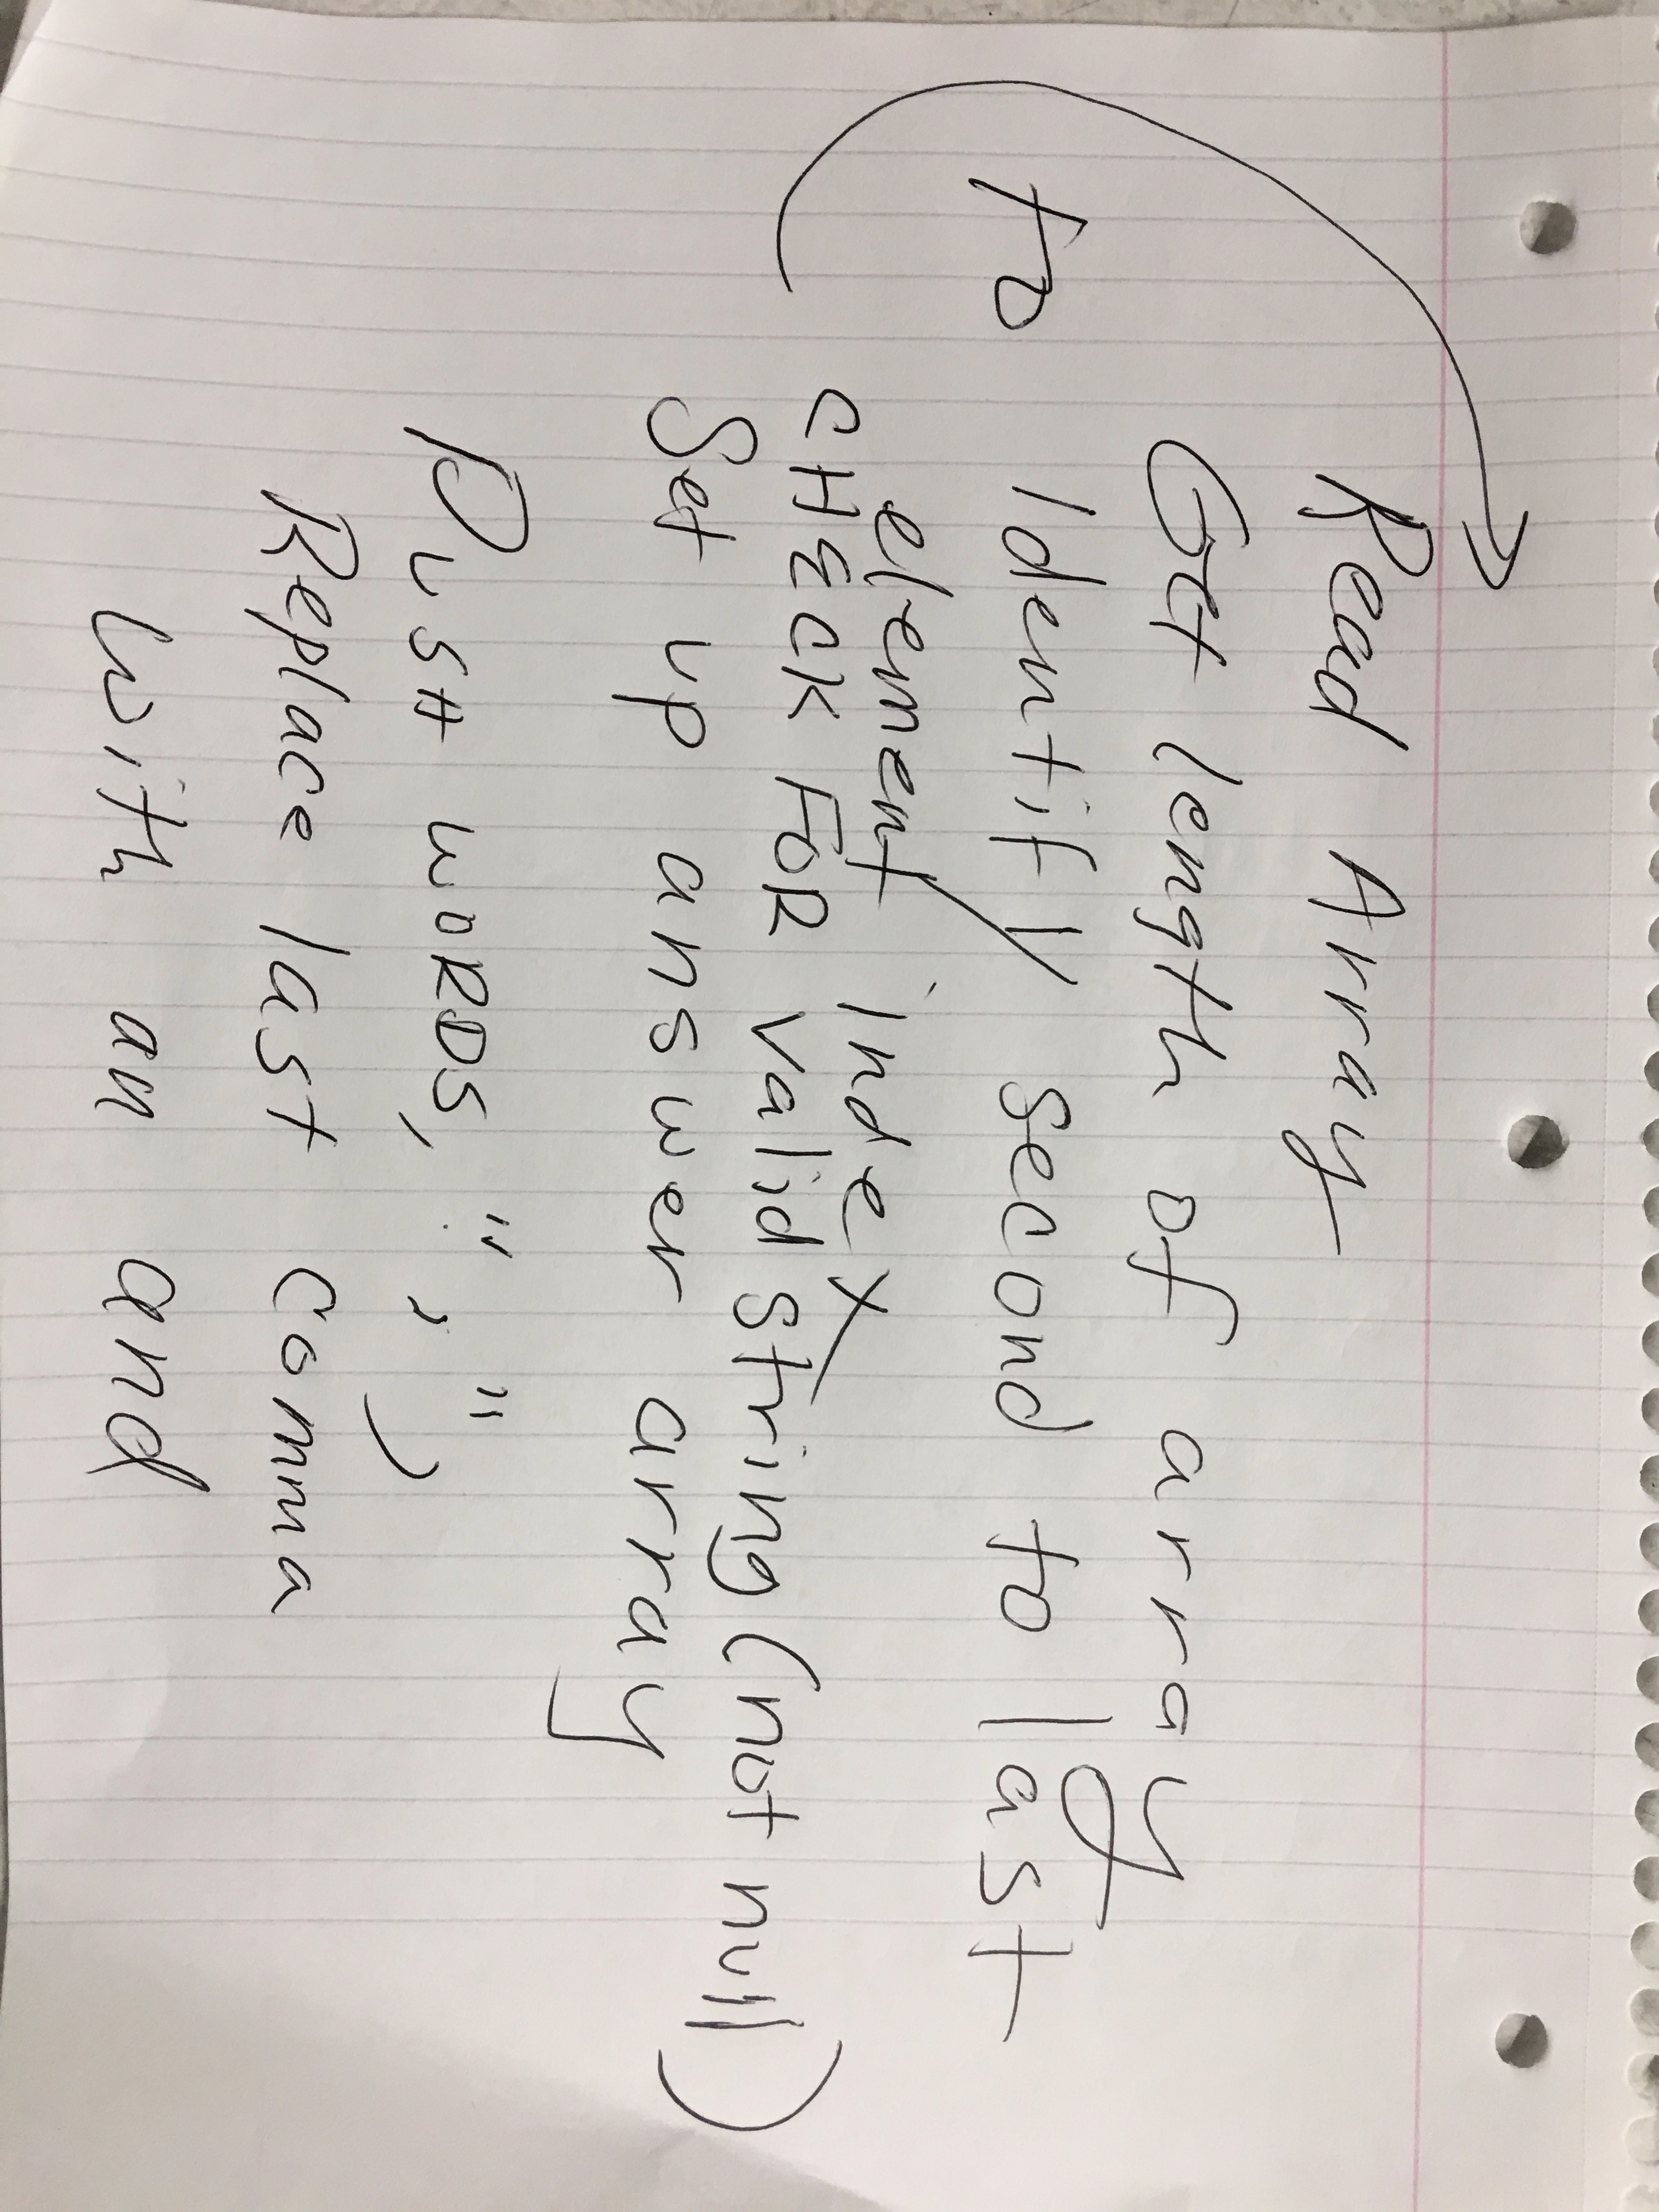 Read Array
Get length of array
Identify second to last
element index
to
CHECK FOR Valid String (not null)
Set up answer array
Push WORDS, " , "
Replace last comma
with an and